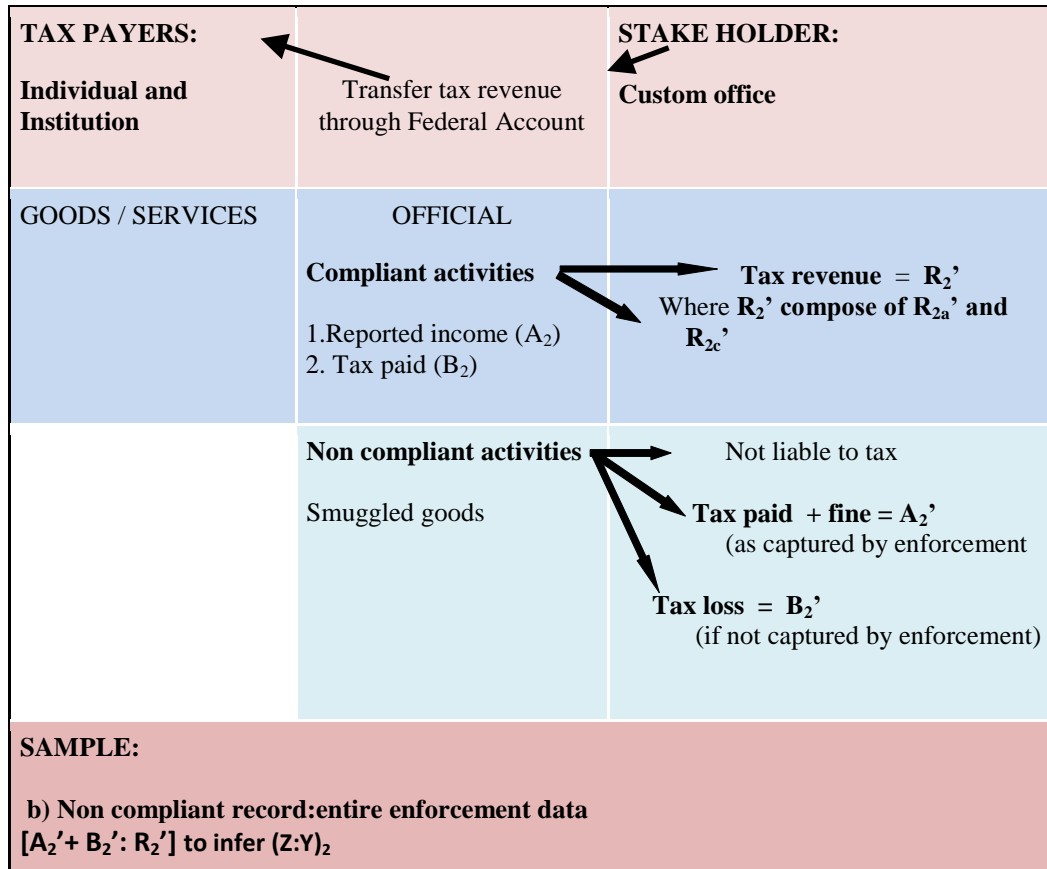 TAX PAYERS:
Individual and
Institution
Transfer tax revenue
through Federal Account
STAKE HOLDER:
Custom office
GOODS / SERVICES
OFFICIAL
Compliant activities
1.Reported income (A₂)
2. Tax paid (B₂)
Tax revenue = R₂’
Where R₂’ compose of R₂ₐ’ and
R₂c’
Non compliant activities
Smuggled goods
Not liable to tax
Tax paid + fine = A₂’
(as captured by enforcement
Tax loss = B₂’
(if not captured by enforcement)
SAMPLE:
b) Non compliant record:entire enforcement data
[A₂’+ B₂’: R₂’] to infer (Z:Y)₂